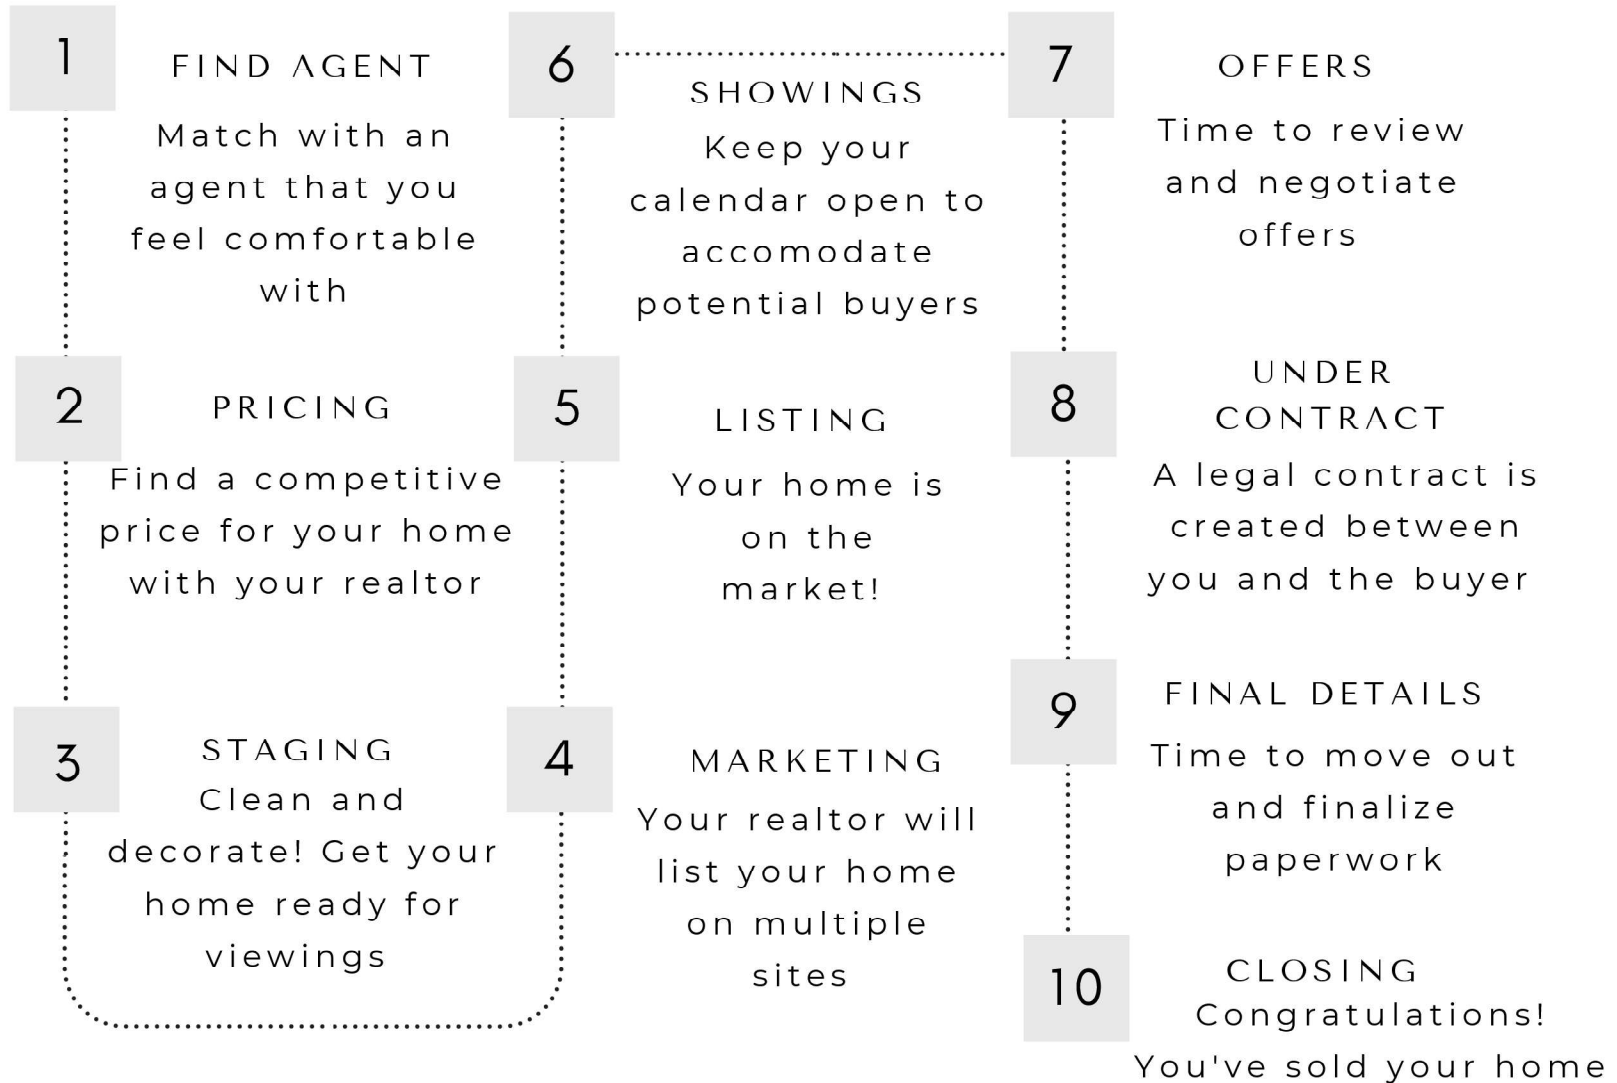 1
FIND AGENT
Match with an
agent that you
feel comfortable
with
2
PRICING
Find a competitive
price for your home
with your realtor
3
STAGING
Clean and
decorate! Get your
home ready for
viewings
4
MARKETING
Your realtor will
list your home
on multiple
sites
5
LISTING
Your home is
on the
market!
6
SHOWINGS
Keep your
calendar open to
accomodate
potential buyers
7
OFFERS
Time to review
and negotiate
offers
8
UNDER
CONTRACT
A legal contract is
created between
you and the buyer
9
FINAL DETAILS
Time to move out
and finalize
paperwork
10
CLOSING
Congratulations!
You've sold your home